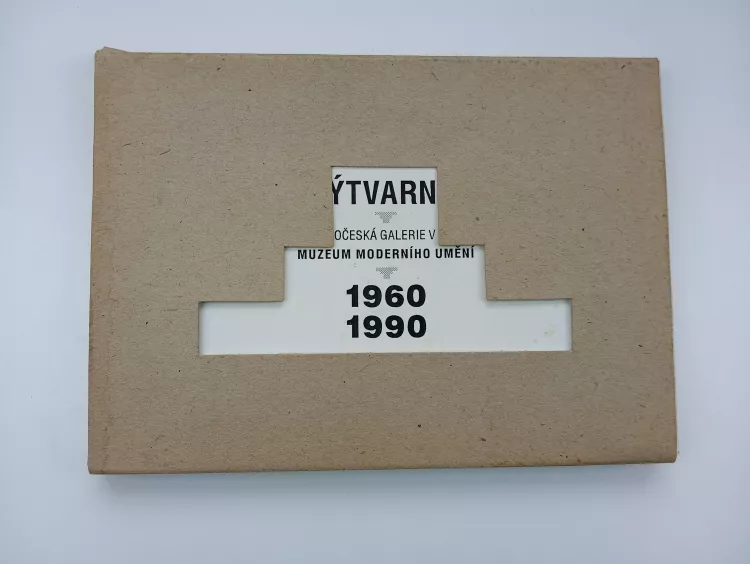 ÝTVARN
OČESKÁ GALERIE V
MUZEUM MODERNÍHO UMĚNÍ
1960
1990